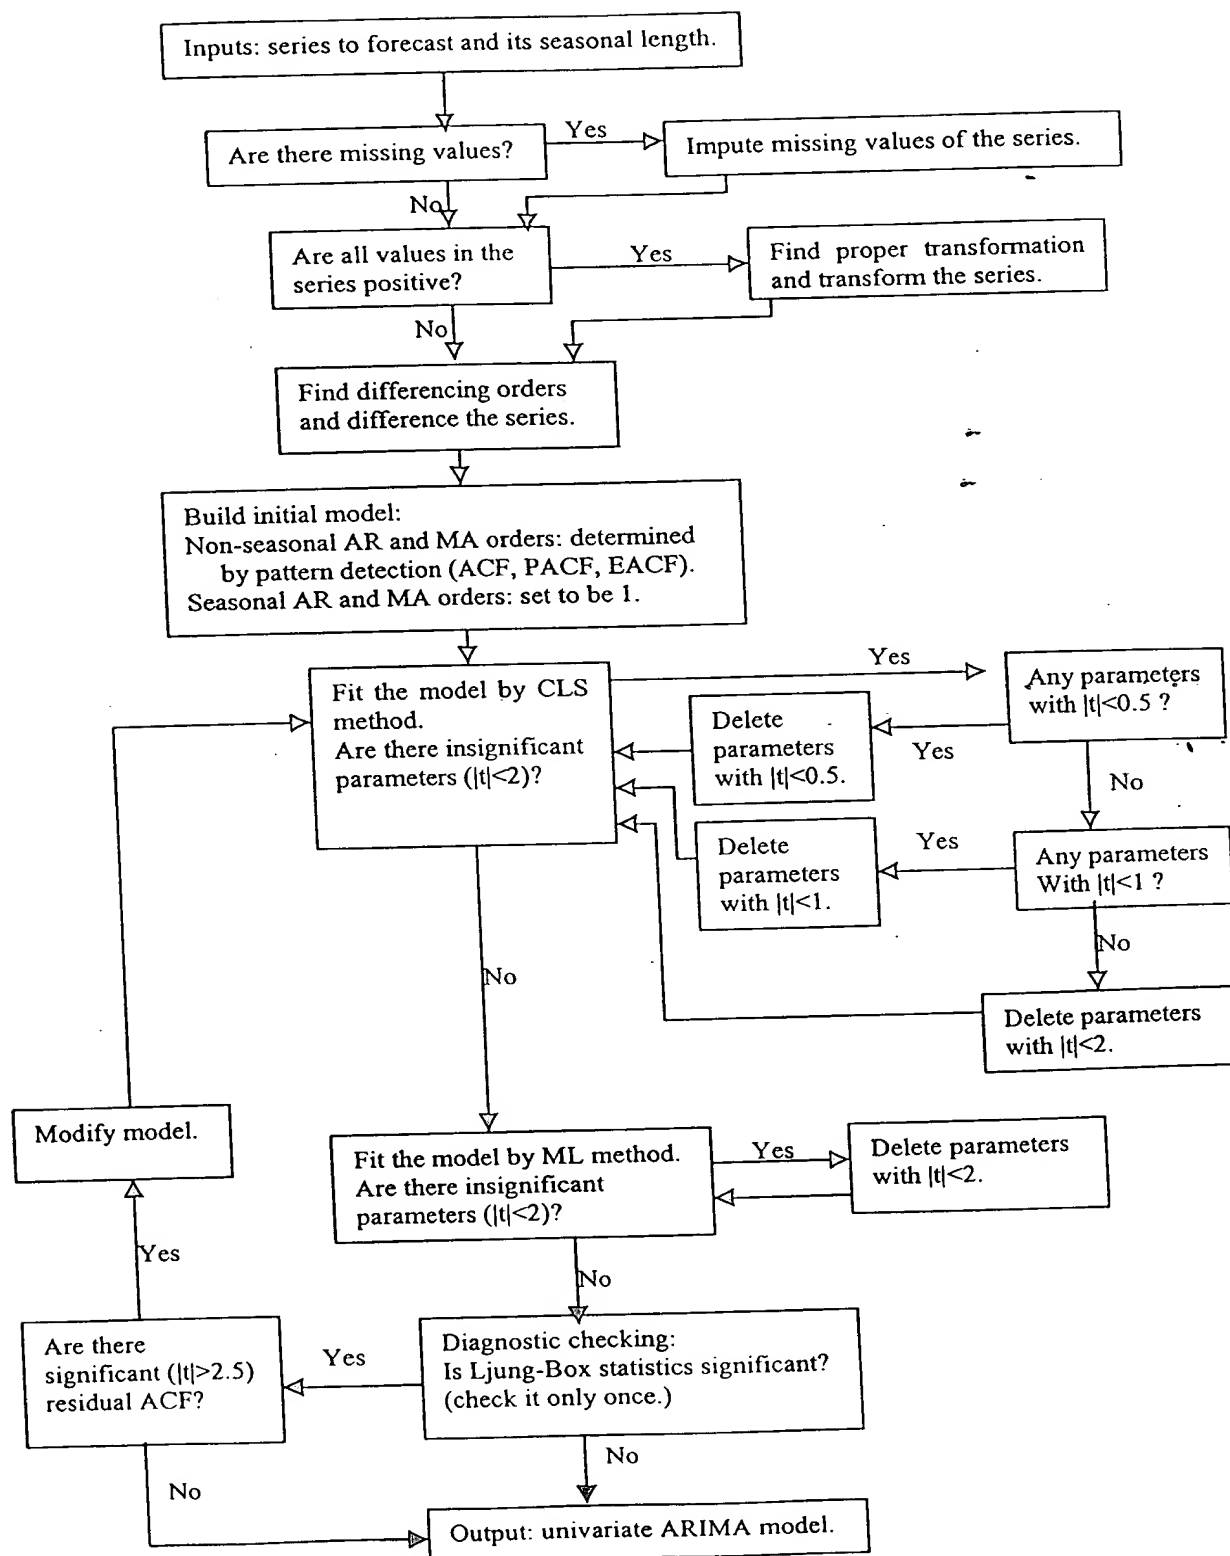 Inputs: series to forecast and its seasonal length.
Are there missing values?
Yes
Impute missing values of the series.
No
Are all values in the
series positive?
Yes
Find proper transformation
and transform the series.
No
Find differencing orders
and difference the series.
Build initial model:
Non-seasonal AR and MA orders: determined
by pattern detection (ACF, PACF, EACF).
Seasonal AR and MA orders: set to be 1.
Fit the model by CLS
method.
Are there insignificant
parameters (|t|<2)?
Yes
Any parameters
with |t|<0.5 ?
Yes
Delete
parameters
with |t|<0.5.
No
Any parameters
With |t|<1 ?
Yes
Delete
parameters
with |t|<1.
No
Delete parameters
with |t|<2.
No
Fit the model by ML method.
Are there insignificant
parameters (|t|<2)?
Yes
Delete parameters
with |t|<2.
No
Diagnostic checking:
Is Ljung-Box statistics significant?
(check it only once.)
Yes
Are there
significant (|t|>2.5)
residual ACF?
Yes
Modify model.
No
No
Output: univariate ARIMA model.